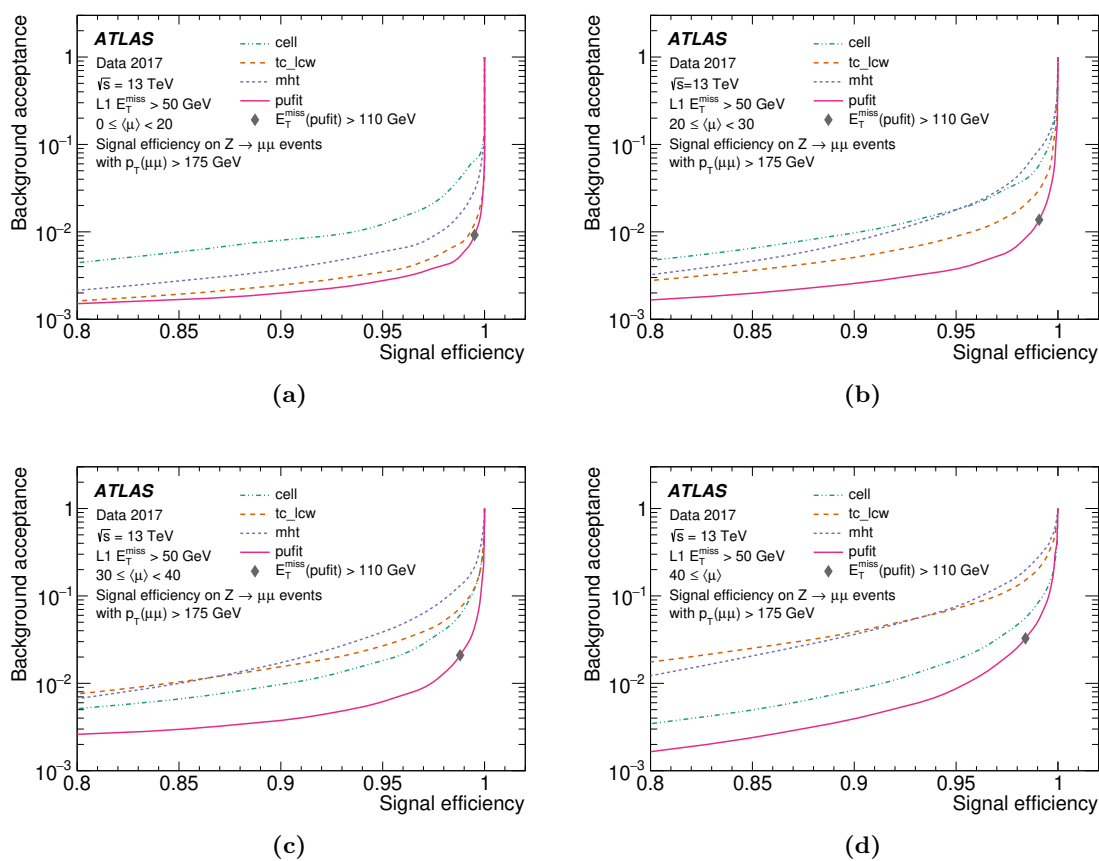 ATLAS
Data 2017
√s = 13 TeV
L1 E_T^miss > 50 GeV
0 ≤ ⟨μ⟩ < 20
Signal efficiency on Z → μμ events
with p_T(μμ) > 175 GeV
cell
tc_lcw
mht
pufit
E_T^miss(pufit) > 110 GeV
Background acceptance
1
10⁻¹
10⁻²
10⁻³
0.8 0.85 0.9 0.95 1
Signal efficiency
(a)
ATLAS
Data 2017
√s=13 TeV
L1 E_T^miss > 50 GeV
20 ≤ ⟨μ⟩ < 30
Signal efficiency on Z → μμ events
with p_T(μμ) > 175 GeV
cell
tc_lcw
mht
pufit
E_T^miss(pufit) > 110 GeV
Background acceptance
1
10⁻¹
10⁻²
10⁻³
0.8 0.85 0.9 0.95 1
Signal efficiency
(b)
ATLAS
Data 2017
√s = 13 TeV
L1 E_T^miss > 50 GeV
30 ≤ ⟨μ⟩ < 40
Signal efficiency on Z → μμ events
with p_T(μμ) > 175 GeV
cell
tc_lcw
mht
pufit
E_T^miss(pufit) > 110 GeV
Background acceptance
1
10⁻¹
10⁻²
10⁻³
0.8 0.85 0.9 0.95 1
Signal efficiency
(c)
ATLAS
Data 2017
√s = 13 TeV
L1 E_T^miss > 50 GeV
40 ≤ ⟨μ⟩
Signal efficiency on Z → μμ events
with p_T(μμ) > 175 GeV
cell
tc_lcw
mht
pufit
E_T^miss(pufit) > 110 GeV
Background acceptance
1
10⁻¹
10⁻²
10⁻³
0.8 0.85 0.9 0.95 1
Signal efficiency
(d)